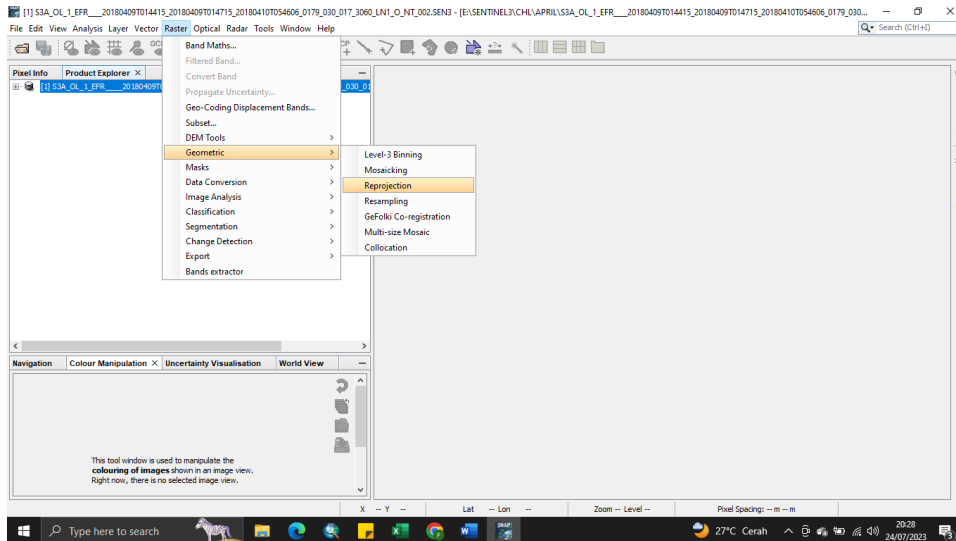 [1] S3A_OL_1_EFR____20180409T014415_20180409T014715_20180410T054606_0179_030_017_3060_LN1_O_NT_002.SEN3 - [E:\SENTINEL3\CHL\APRIL\S3A_OL_1_EFR____20180409T014415_20180409T014715_20180410T054606_0179_030...
File Edit View Analysis Layer Vector Raster Optical Radar Tools Window Help
Search (Ctrl+I)
Pixel Info Product Explorer
[1] S3A_OL_1_EFR____20180409T0
_030_01
Band Maths...
Filtered Band...
Convert Band
Propagate Uncertainty...
Geo-Coding Displacement Bands...
Subset...
DEM Tools
Geometric
Masks
Data Conversion
Image Analysis
Classification
Segmentation
Change Detection
Export
Bands extractor
Level-3 Binning
Mosaicking
Reprojection
Resampling
GeFolki Co-registration
Multi-size Mosaic
Collocation
Navigation Colour Manipulation Uncertainty Visualisation World View
This tool window is used to manipulate the
colouring of images shown in an image view.
Right now, there is no selected image view.
X -- Y -- Lat -- Lon -- Zoom -- Level -- Pixel Spacing: -- m -- m
Type here to search
SNAP
27°C Cerah
20:28
24/07/2023
3